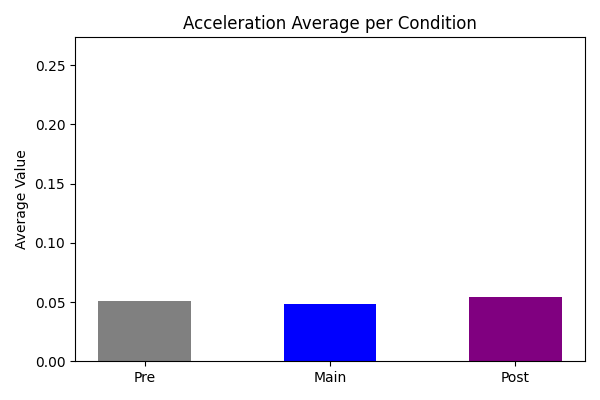 Acceleration Average per Condition
Average Value
0.25
0.20
0.15
0.10
0.05
0.00
Pre
Main
Post